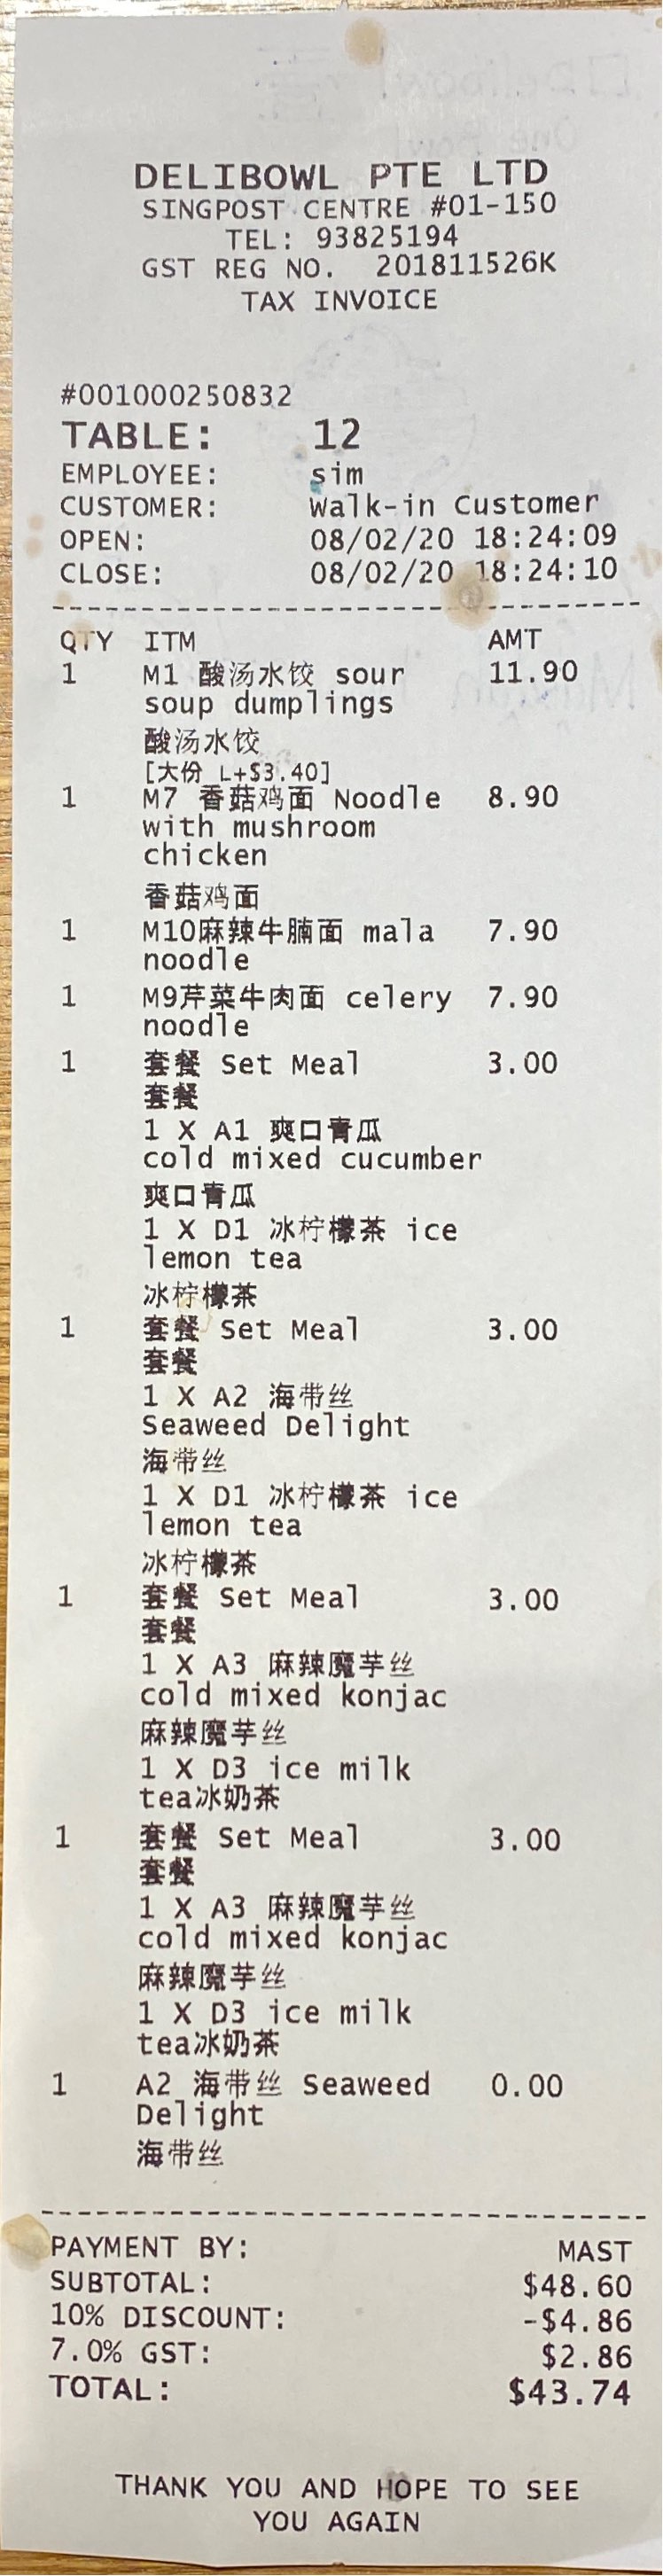 DELIBOWL PTE LTD
SINGPOST CENTRE #01-150
TEL: 93825194
GST REG NO. 201811526K
TAX INVOICE
#001000250832
TABLE: 12
EMPLOYEE: sim
CUSTOMER: Walk-in Customer
OPEN: 08/02/20 18:24:09
CLOSE: 08/02/20 18:24:10
QTY ITM AMT
1 M1 酸汤水饺 sour 11.90
soup dumplings
酸汤水饺
[大份 L+$3.40]
1 M7 香菇鸡面 Noodle 8.90
with mushroom
chicken
香菇鸡面
1 M10麻辣牛腩面 mala 7.90
noodle
1 M9芹菜牛肉面 celery 7.90
noodle
1 套餐 Set Meal 3.00
套餐
1 X A1 爽口青瓜
cold mixed cucumber
爽口青瓜
1 X D1 冰柠檬茶 ice
lemon tea
冰柠檬茶
1 套餐 Set Meal 3.00
套餐
1 X A2 海带丝
Seaweed Delight
海带丝
1 X D1 冰柠檬茶 ice
lemon tea
冰柠檬茶
1 套餐 Set Meal 3.00
套餐
1 X A3 麻辣魔芋丝
cold mixed konjac
麻辣魔芋丝
1 X D3 ice milk
tea冰奶茶
1 套餐 Set Meal 3.00
套餐
1 X A3 麻辣魔芋丝
cold mixed konjac
麻辣魔芋丝
1 X D3 ice milk
tea冰奶茶
1 A2 海带丝 Seaweed 0.00
Delight
海带丝
PAYMENT BY: MAST
SUBTOTAL: $48.60
10% DISCOUNT: -$4.86
7.0% GST: $2.86
TOTAL: $43.74
THANK YOU AND HOPE TO SEE
YOU AGAIN